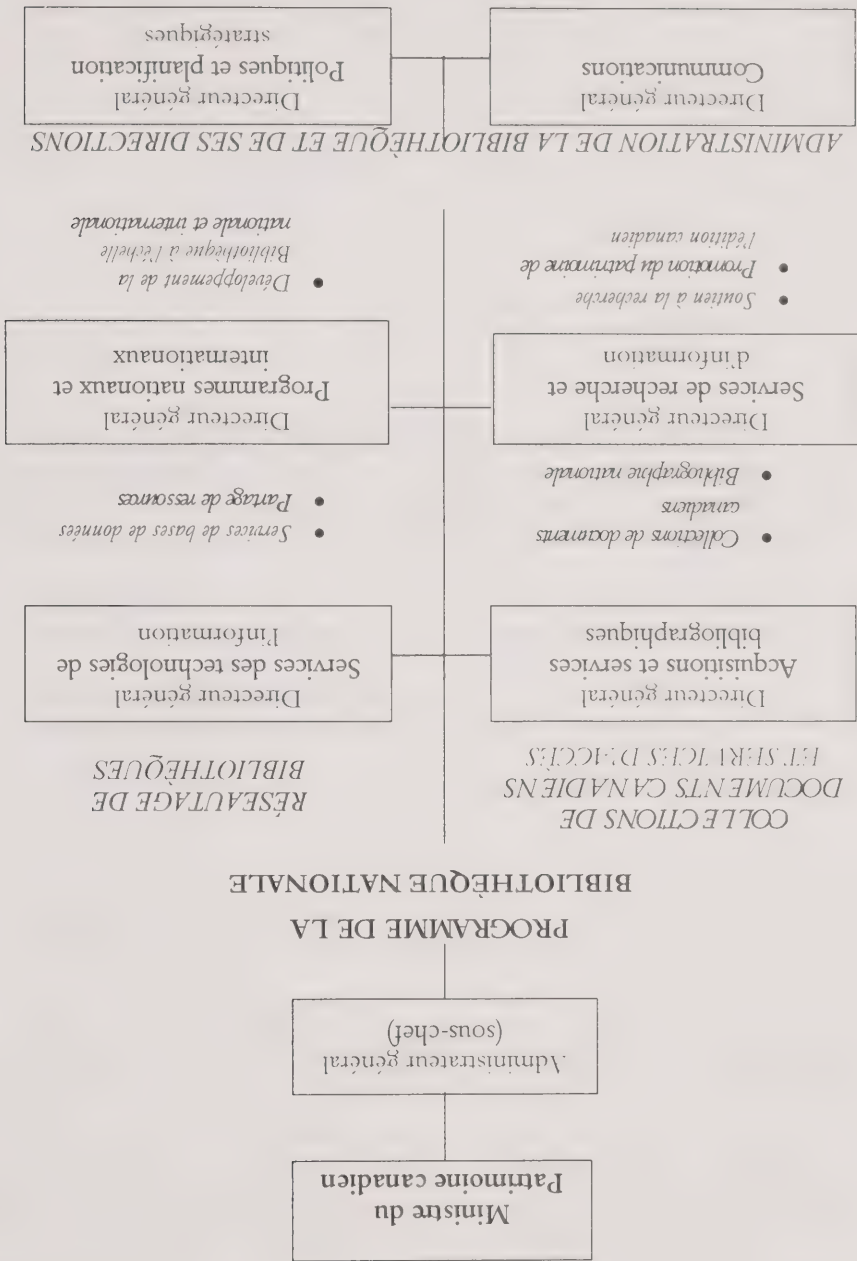 Ministre du
Patrimoine canadien
Administrateur général
(sous-chef)
PROGRAMME DE LA
BIBLIOTHÈQUE NATIONALE
COLLECTIONS DE
DOCUMENTS CANADIENS
ET SERVICES D'ACCÈS
Directeur général
Acquisitions et services
bibliographiques
• Collections de documents
canadiens
• Bibliographie nationale
Directeur général
Services de recherche et
d'information
• Soutien à la recherche
• Promotion du patrimoine de
l'édition canadien
RÉSEAUTAGE DE
BIBLIOTHÈQUES
Directeur général
Services des technologies de
l'information
• Services de bases de données
• Partage de ressources
Directeur général
Programmes nationaux et
internationaux
• Développement de la
Bibliothèque à l'échelle
nationale et internationale
ADMINISTRATION DE LA BIBLIOTHÈQUE ET DE SES DIRECTIONS
Directeur général
Communications
Directeur général
Politiques et planification
stratégiques